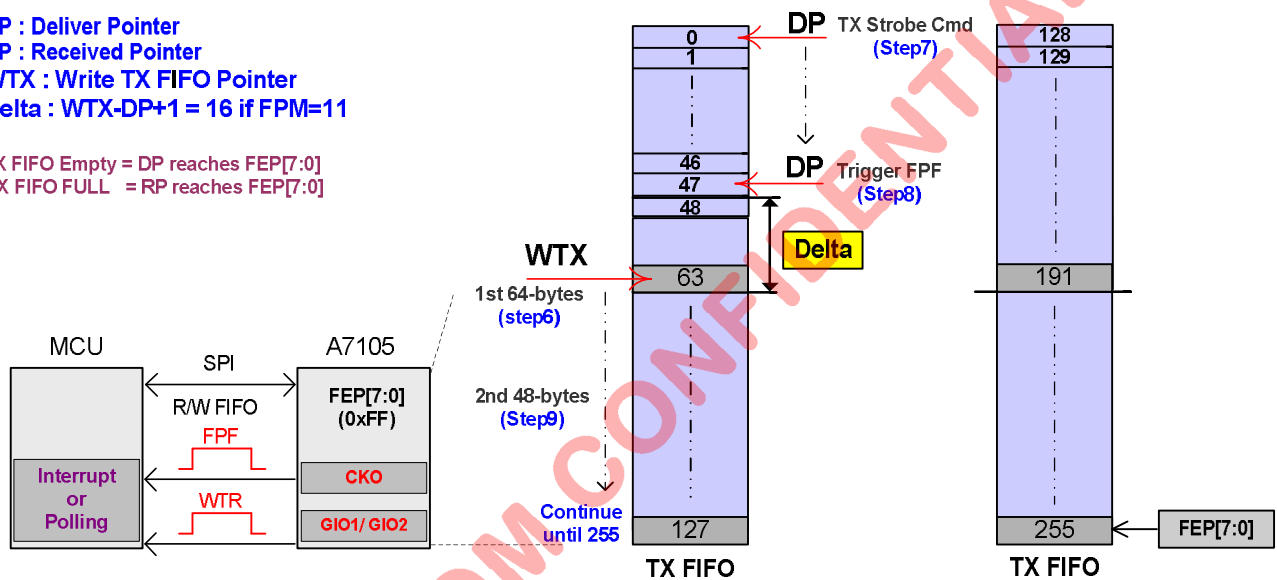 P : Deliver Pointer
P : Received Pointer
WTX : Write TX FIFO Pointer
elta : WTX-DP+1 = 16 if FPM=11
X FIFO Empty = DP reaches FEP[7:0]
X FIFO FULL = RP reaches FEP[7:0]
MCU
A7105
SPI
R/W FIFO
FPF
WTR
Interrupt
or
Polling
FEP[7:0]
(0xFF)
CKO
GIO1/ GIO2
WTX
1st 64-bytes
(step6)
2nd 48-bytes
(Step9)
Continue
until 255
0
1
46
47
48
63
127
TX FIFO
DP
TX Strobe Cmd
(Step7)
DP
Trigger FPF
(Step8)
Delta
128
129
191
255
TX FIFO
FEP[7:0]
OM CONFIDENTIA